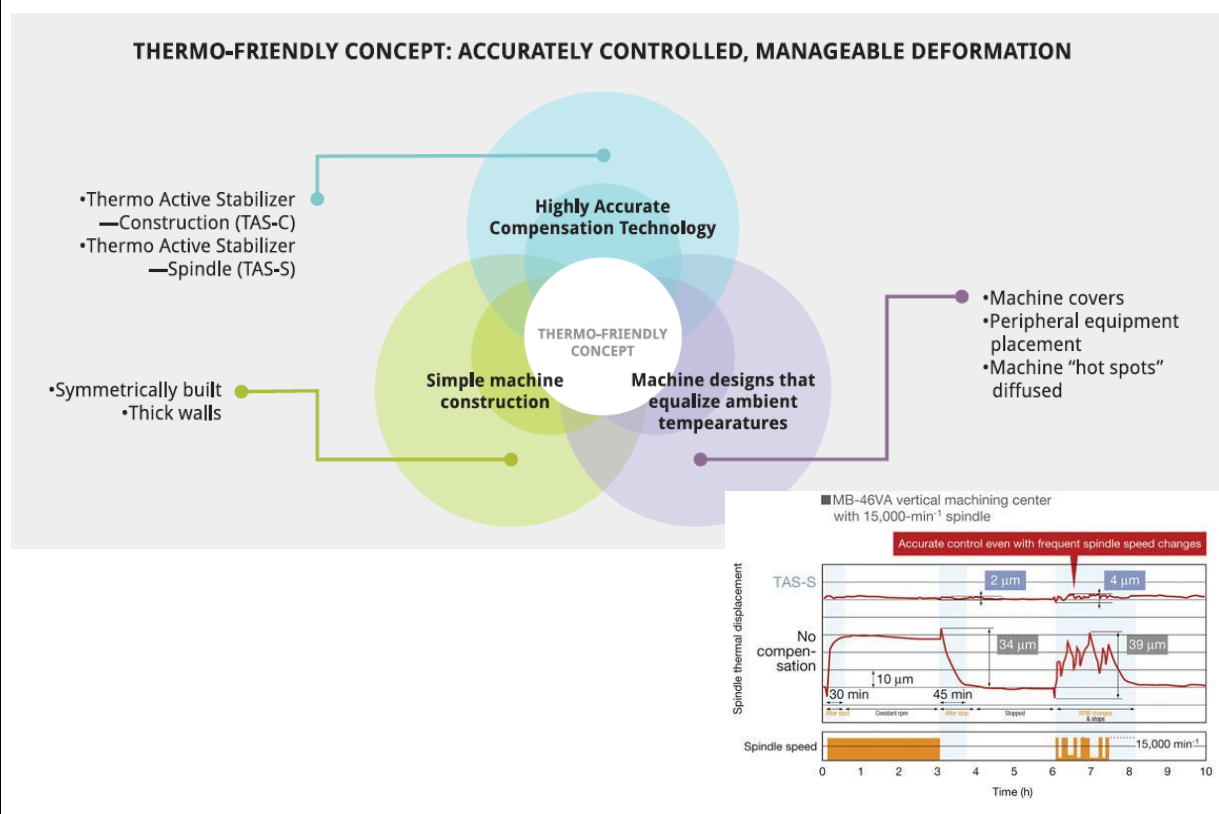 THERMO-FRIENDLY CONCEPT: ACCURATELY CONTROLLED, MANAGEABLE DEFORMATION
•Thermo Active Stabilizer
—Construction (TAS-C)
•Thermo Active Stabilizer
—Spindle (TAS-S)
Highly Accurate
Compensation Technology
•Machine covers
•Peripheral equipment
placement
•Machine “hot spots”
diffused
THERMO-FRIENDLY
CONCEPT
•Symmetrically built
•Thick walls
Simple machine
construction
Machine designs that
equalize ambient
tempearatures
■MB-46VA vertical machining center
with 15,000-min⁻¹ spindle
Accurate control even with frequent spindle speed changes
Spindle thermal displacement
TAS-S
2 µm
4 µm
No
compen-
sation
34 µm
39 µm
10 µm
30 min
45 min
After start
Constant rpm
After stop
Stopped
RPM changes
& stops
Spindle speed
15,000 min⁻¹
0 1 2 3 4 5 6 7 8 9 10
Time (h)